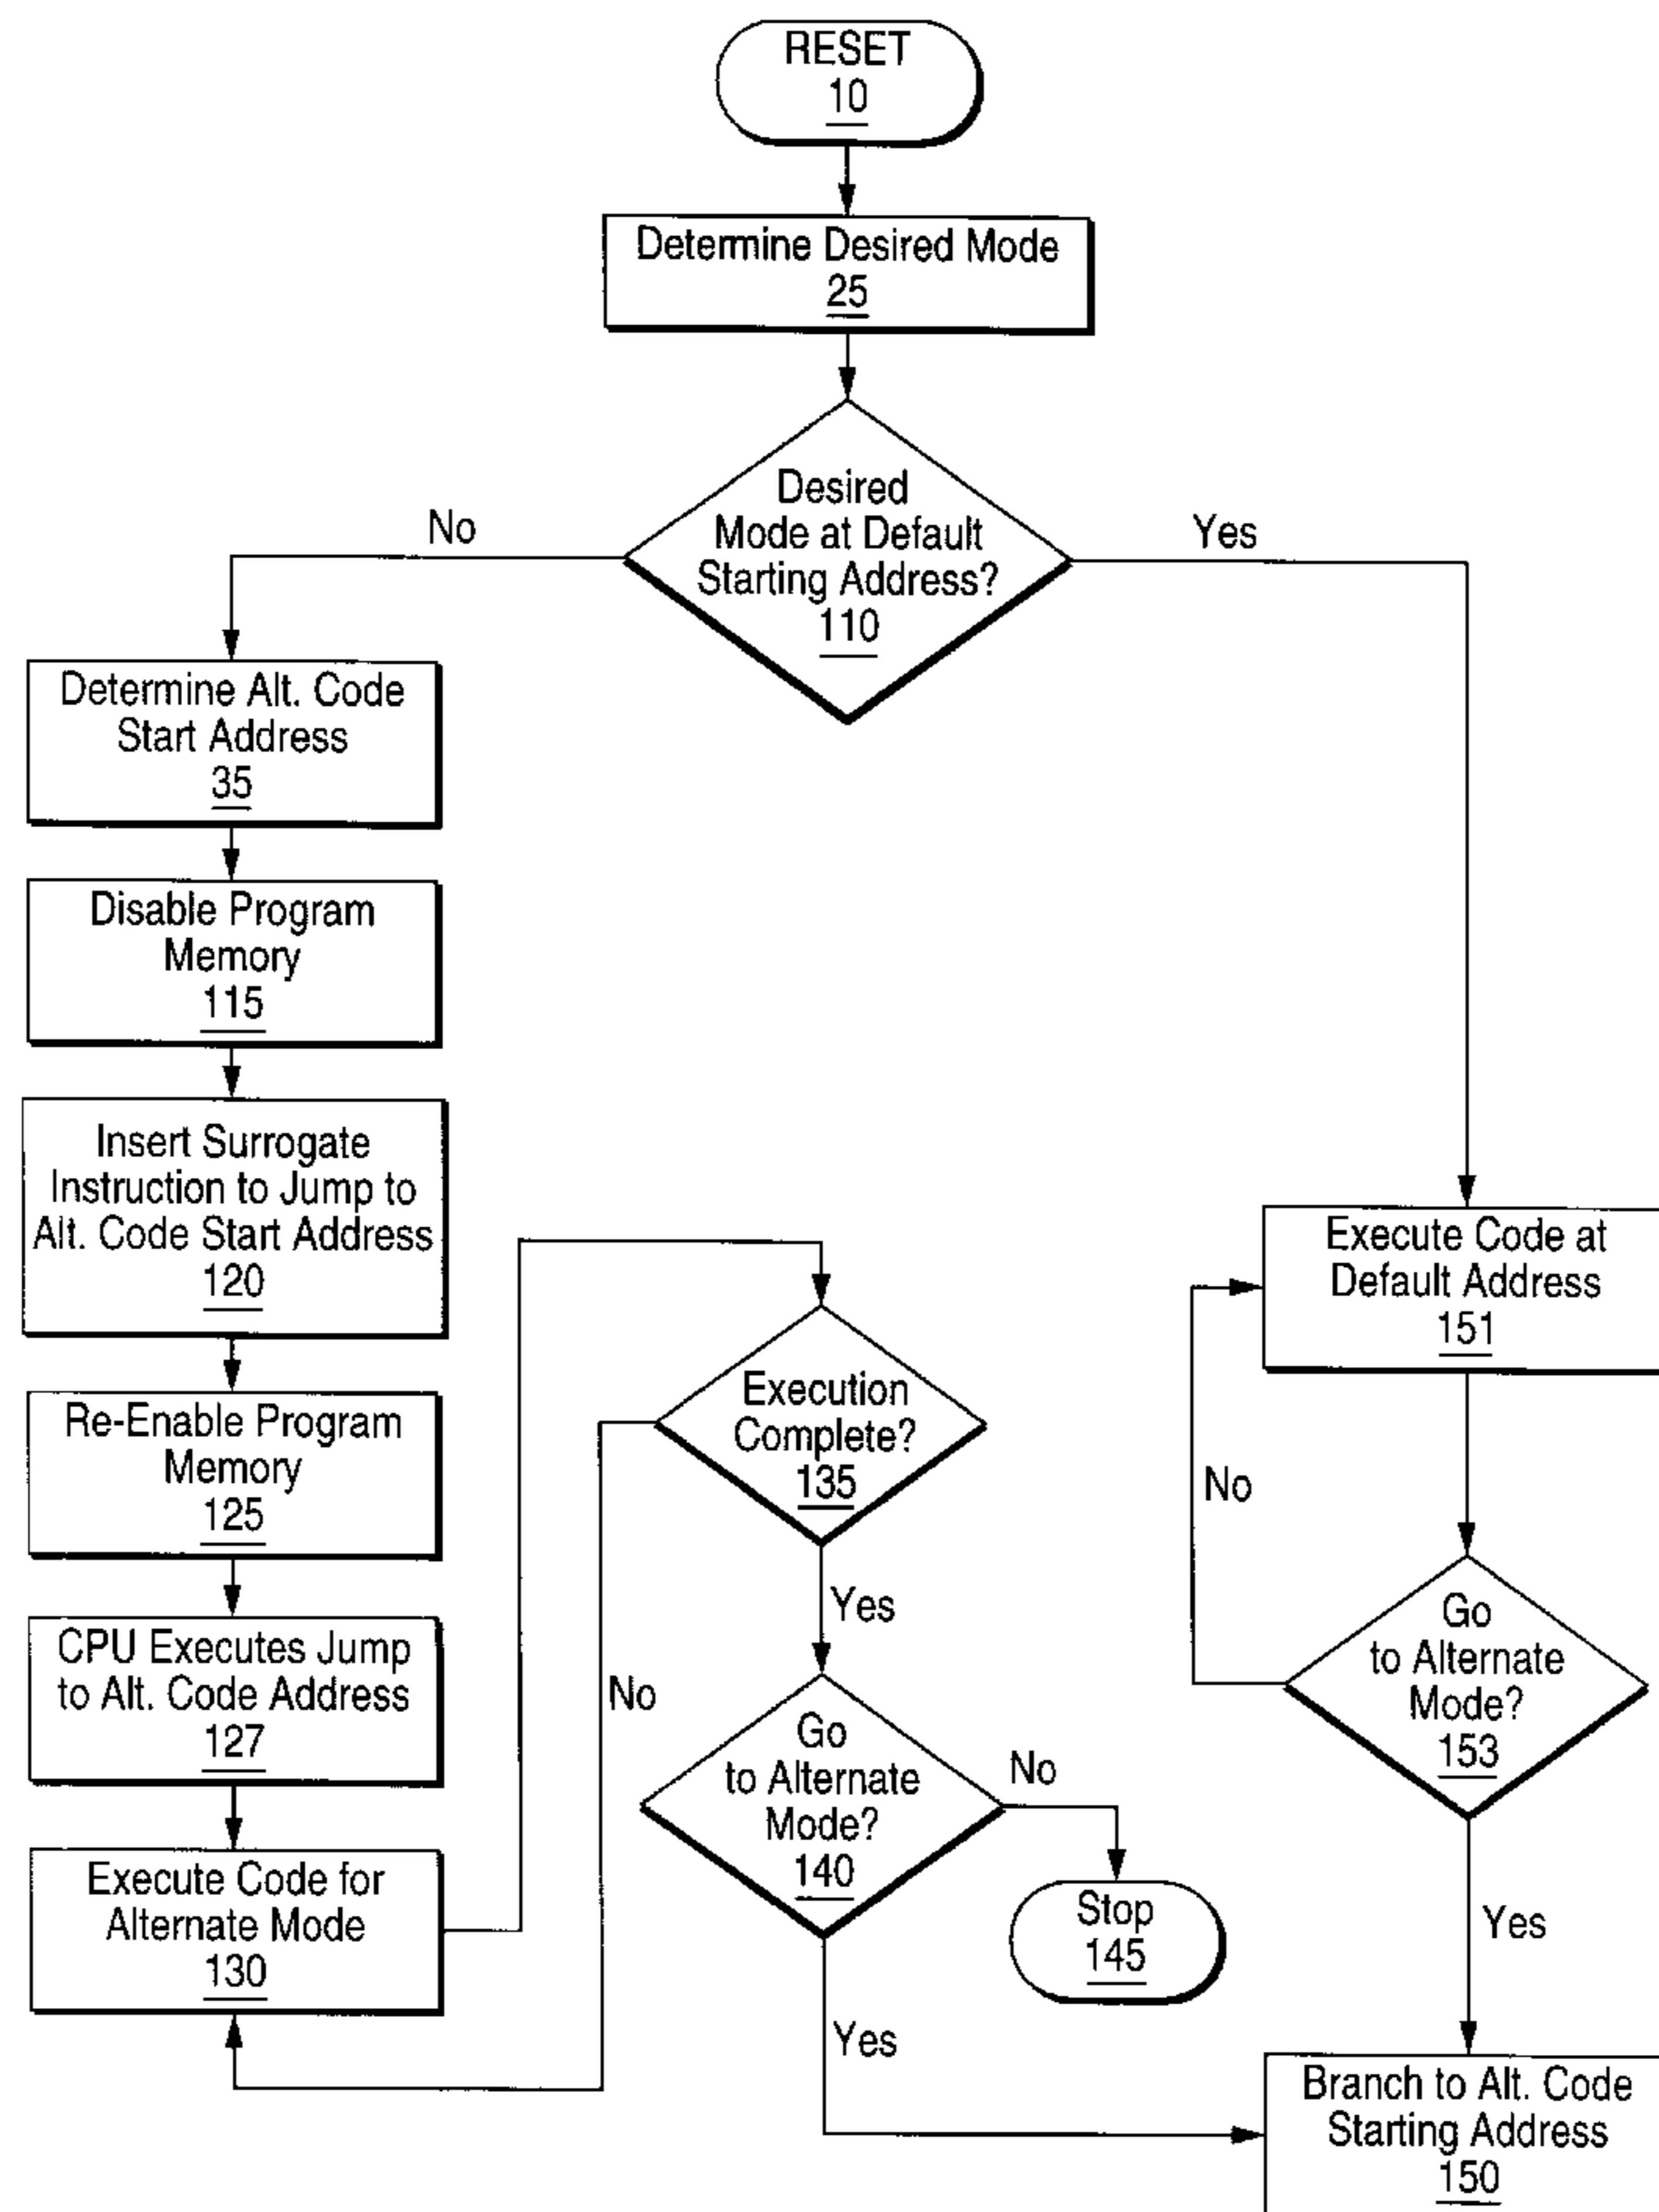 RESET
10
Determine Desired Mode
25
Desired
Mode at Default
Starting Address?
110
No
Yes
Determine Alt. Code
Start Address
35
Disable Program
Memory
115
Insert Surrogate
Instruction to Jump to
Alt. Code Start Address
120
Re-Enable Program
Memory
125
CPU Executes Jump
to Alt. Code Address
127
Execute Code for
Alternate Mode
130
Execution
Complete?
135
No
Yes
Go
to Alternate
Mode?
140
No
Stop
145
Yes
Execute Code at
Default Address
151
No
Go
to Alternate
Mode?
153
Yes
Branch to Alt. Code
Starting Address
150